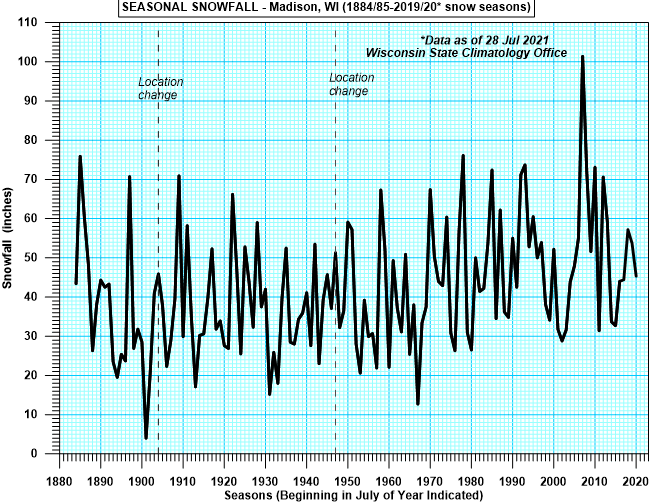 SEASONAL SNOWFALL - Madison, WI (1884/85-2019/20* snow seasons)
110
100
90
80
70
60
50
40
30
20
10
0
Snowfall (inches)
*Data as of 28 Jul 2021
Wisconsin State Climatology Office
Location
change
Location
change
1880 1890 1900 1910 1920 1930 1940 1950 1960 1970 1980 1990 2000 2010 2020
Seasons (Beginning in July of Year Indicated)